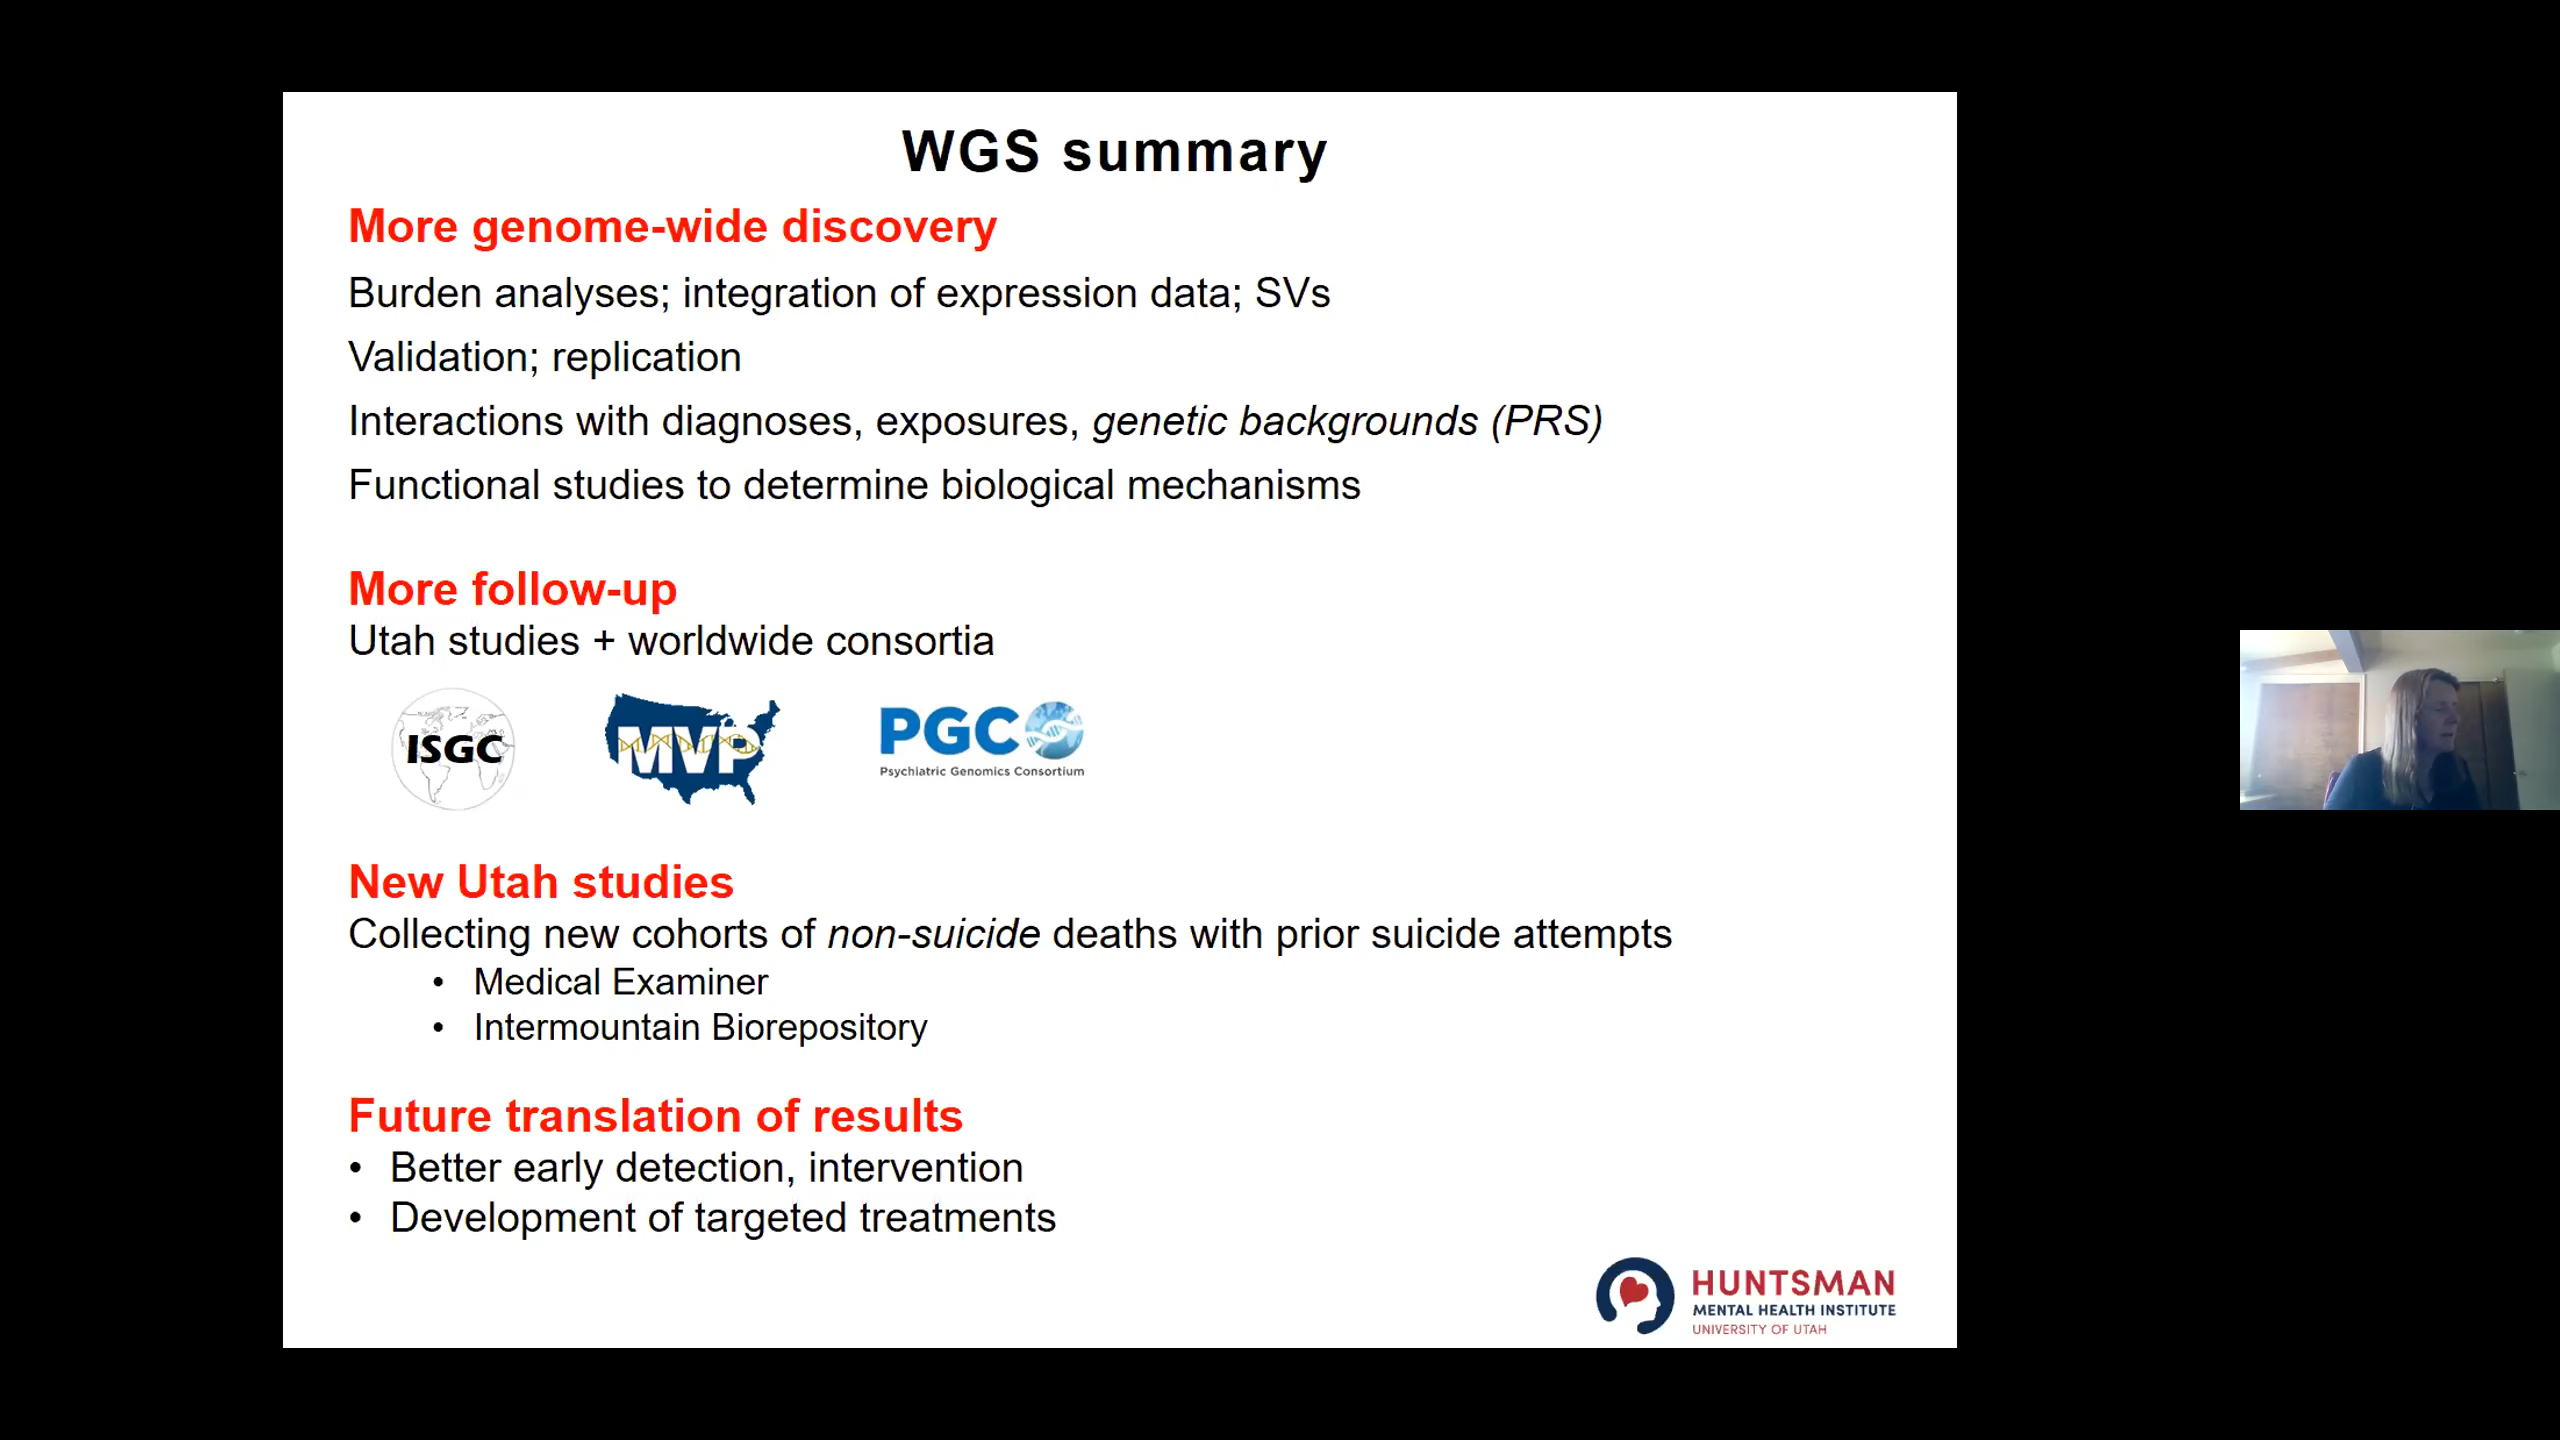 WGS summary
More genome-wide discovery
Burden analyses; integration of expression data; SVs
Validation; replication
Interactions with diagnoses, exposures, genetic backgrounds (PRS)
Functional studies to determine biological mechanisms
More follow-up
Utah studies + worldwide consortia
ISGC
MVP
PGC
Psychiatric Genomics Consortium
New Utah studies
Collecting new cohorts of non-suicide deaths with prior suicide attempts
• Medical Examiner
• Intermountain Biorepository
Future translation of results
• Better early detection, intervention
• Development of targeted treatments
HUNTSMAN
MENTAL HEALTH INSTITUTE
UNIVERSITY OF UTAH